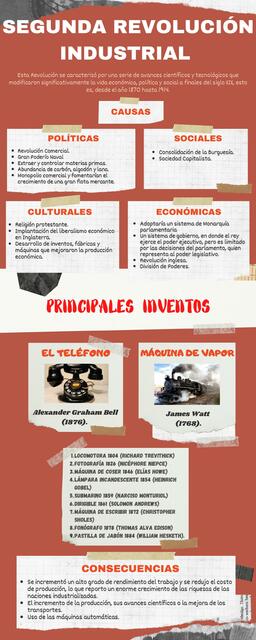 SEGUNDA REVOLUCIÓN
INDUSTRIAL
Esta Revolución se caracterizó por una serie de avances científicos y tecnológicos que
modificaron significativamente la vida económica, política y social a finales del siglo XIX, esto
es, desde el año 1870 hasta 1914.
CAUSAS
POLÍTICAS
Revolución Comercial.
Gran Poderío Naval
Extraer y controlar materias primas.
Abundancia de carbón, algodón y lana.
Monopolio comercial y fomentarían el
crecimiento de una gran flota mercante.
SOCIALES
Consolidación de la Burguesía.
Sociedad Capitalista.
CULTURALES
Religión protestante.
Implantación del liberalismo económico
en Inglaterra.
Desarrollo de inventos, fábricas y
máquinas que mejoraron la producción
económica.
ECONÓMICAS
Adoptaría un sistema de Monarquía
parlamentaria
Un sistema de gobierno, en donde el rey
ejerce el poder ejecutivo, pero es limitado
por las decisiones del parlamento, quien
representa al poder legislativo.
Revolución inglesa.
División de Poderes.
PRINCIPALES INVENTOS
EL TELÉFONO
Alexander Graham Bell
(1876).
MÁQUINA DE VAPOR
James Watt
(1768).
1. LOCOMOTORA 1804 (RICHARD TREVITHICK)
2. FOTOGRAFÍA 1826 (NICÉPHORE NIEPCE)
3. MÁQUINA DE COSER 1846 (ELÍAS HOWE)
4. LÁMPARA INCANDESCENTE 1854 (HEINRICH
GOBEL)
5. SUBMARINO 1859 (NARCISO MONTURIOL)
6. DIRIGIBLE 1861 (SOLOMON ANDREWS)
7. MÁQUINA DE ESCRIBIR 1872 (CHRISTOPHER
SHOLES)
8. FONÓGRAFO 1878 (THOMAS ALVA EDISON)
9. PASTILLA DE JABÓN 1884 (WILLIAM HESKETH).
CONSECUENCIAS
Se incrementó un alto grado de rendimiento del trabajo y se redujo el costo
de producción, lo que reporto un enorme crecimiento de las riquezas de las
naciones industrializadas.
El incremento de la producción, sus avances científicos o la mejora de los
transportes.
Uso de las máquinas automáticas.